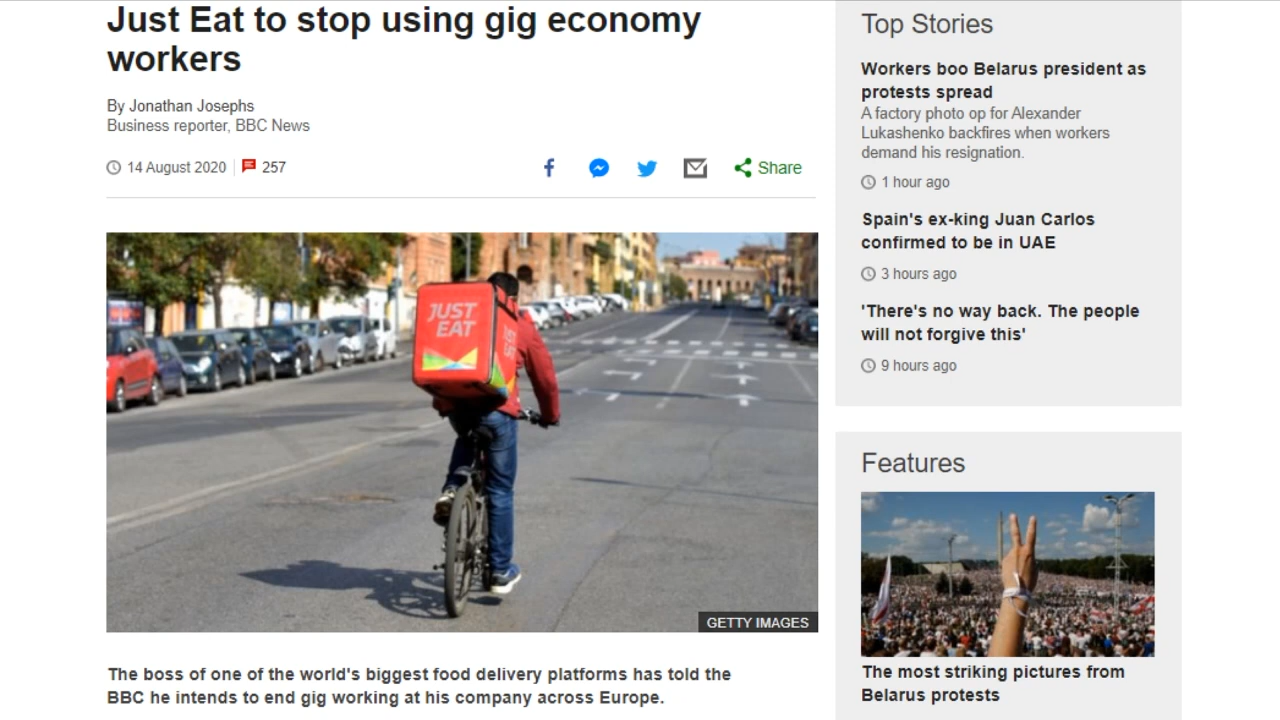 Just Eat to stop using gig economy
workers
By Jonathan Josephs
Business reporter, BBC News
14 August 2020
257
Share
JUST
EAT
GETTY IMAGES
The boss of one of the world's biggest food delivery platforms has told the
BBC he intends to end gig working at his company across Europe.
Top Stories
Workers boo Belarus president as
protests spread
A factory photo op for Alexander
Lukashenko backfires when workers
demand his resignation.
1 hour ago
Spain's ex-king Juan Carlos
confirmed to be in UAE
3 hours ago
'There's no way back. The people
will not forgive this'
9 hours ago
Features
The most striking pictures from
Belarus protests